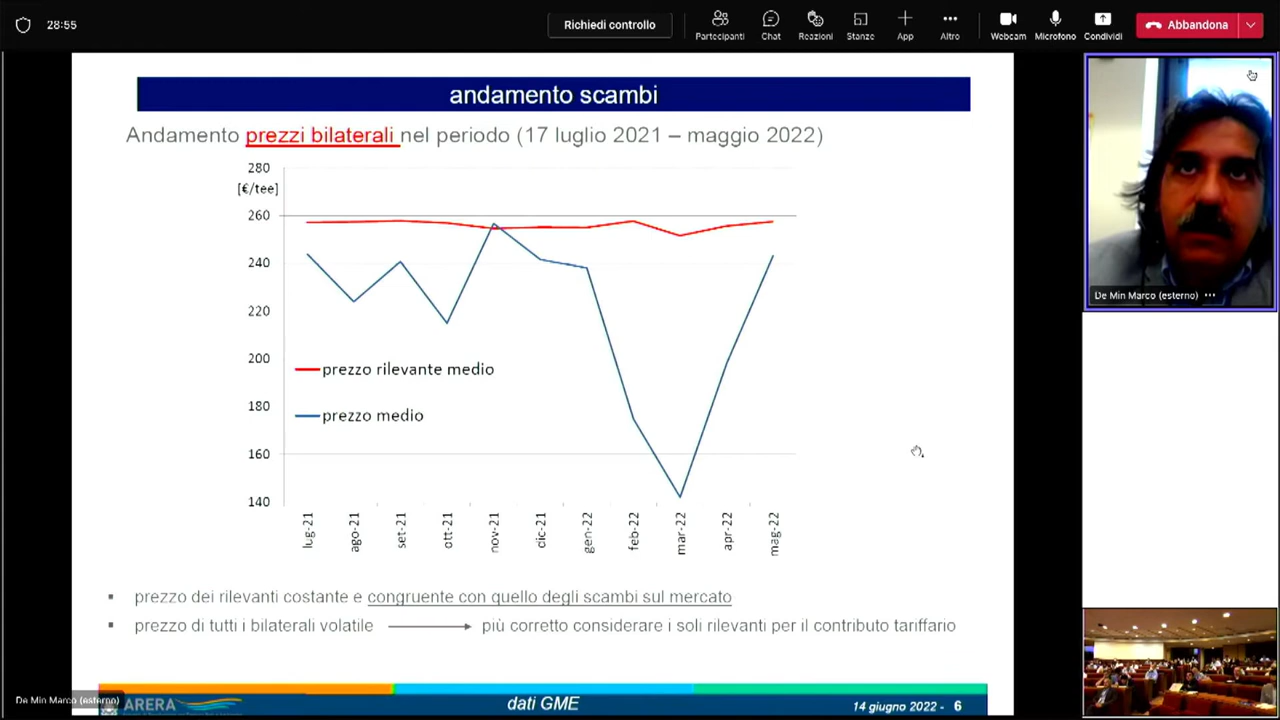 28:55
Richiedi controllo
Partecipanti
Chat
Reazioni
Stanze
App
Altro
Webcam
Microfono
Condividi
Abbandona
andamento scambi
Andamento prezzi bilaterali nel periodo (17 luglio 2021 – maggio 2022)
280
[€/tee]
260
240
220
200
180
160
140
prezzo rilevante medio
prezzo medio
lug-21
ago-21
set-21
ott-21
nov-21
dic-21
gen-22
feb-22
mar-22
apr-22
mag-22
▪ prezzo dei rilevanti costante e congruente con quello degli scambi sul mercato
▪ prezzo di tutti i bilaterali volatile → più corretto considerare i soli rilevanti per il contributo tariffario
De Min Marco (esterno)
De Min Marco (esterno)
ARERA
dati GME
14 giugno 2022 - 6